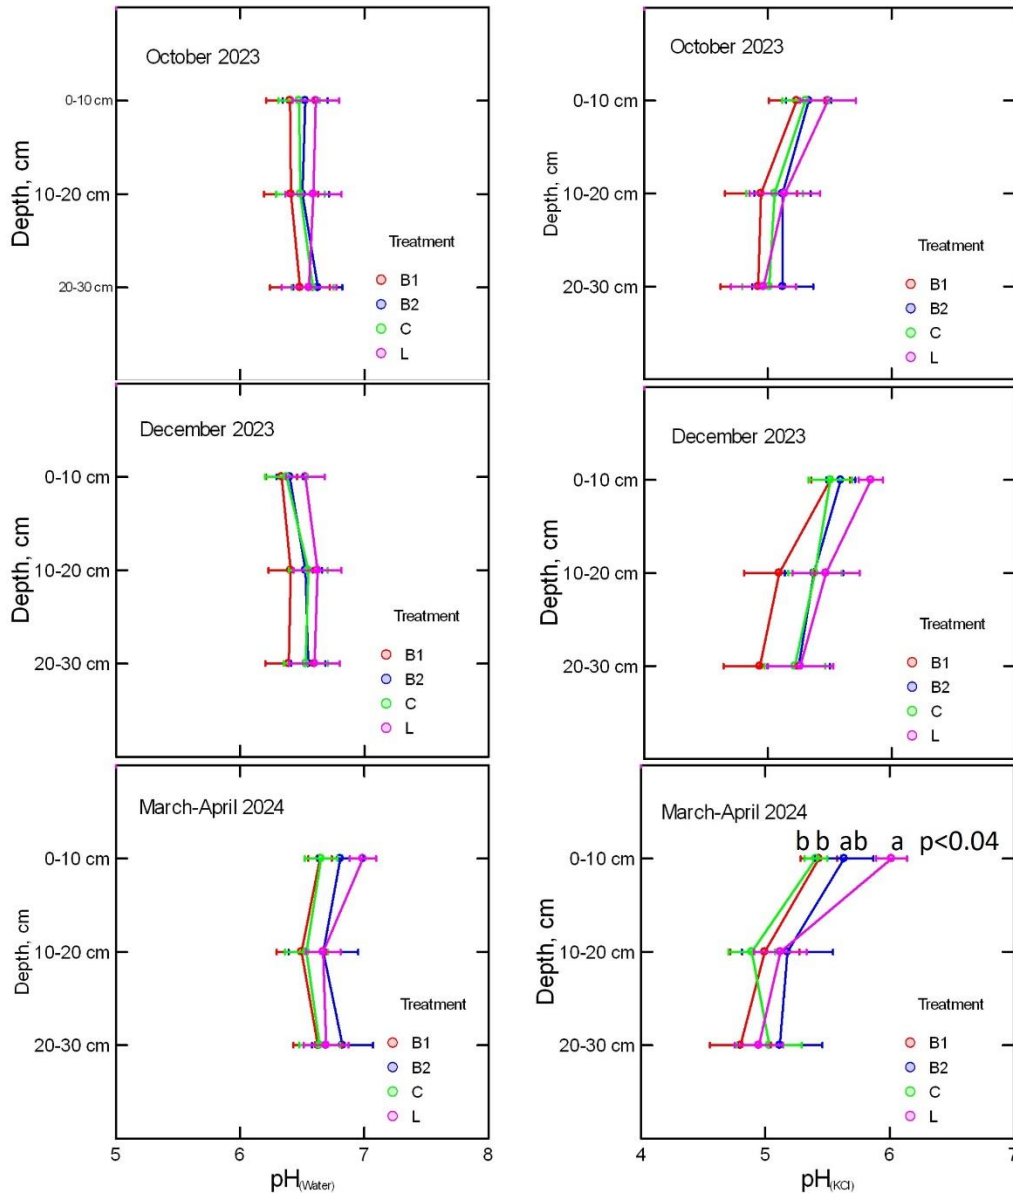 October 2023
0-10 cm
10-20 cm
20-30 cm
Depth, cm
Treatment
B1
B2
C
L
October 2023
0-10 cm
10-20 cm
20-30 cm
Depth, cm
Treatment
B1
B2
C
L
December 2023
0-10 cm
10-20 cm
20-30 cm
Depth, cm
Treatment
B1
B2
C
L
December 2023
0-10 cm
10-20 cm
20-30 cm
Depth, cm
Treatment
B1
B2
C
L
March-April 2024
0-10 cm
10-20 cm
20-30 cm
Depth, cm
Treatment
B1
B2
C
L
5 6 7 8
pH(Water)
March-April 2024
b b ab a p<0.04
0-10 cm
10-20 cm
20-30 cm
Depth, cm
Treatment
B1
B2
C
L
4 5 6 7
pH(KCl)